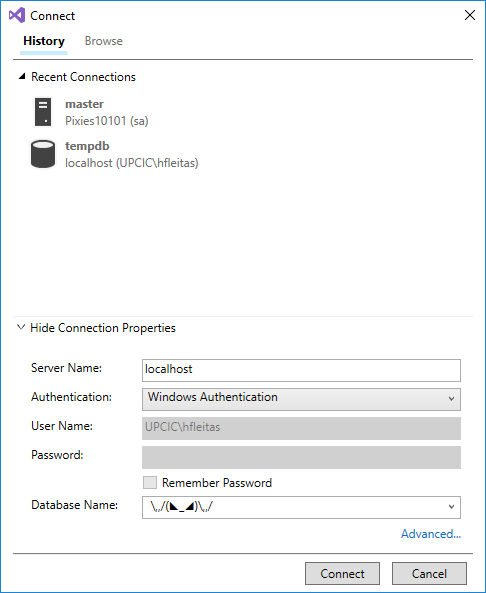 Connect
History Browse
Recent Connections
master
Pixies10101 (sa)
tempdb
localhost (UPCIC\hfleitas)
Hide Connection Properties
Server Name: localhost
Authentication: Windows Authentication
User Name: UPCIC\hfleitas
Password:
Remember Password
Database Name: \,,/(◣_◢)\,,/
Advanced...
Connect Cancel